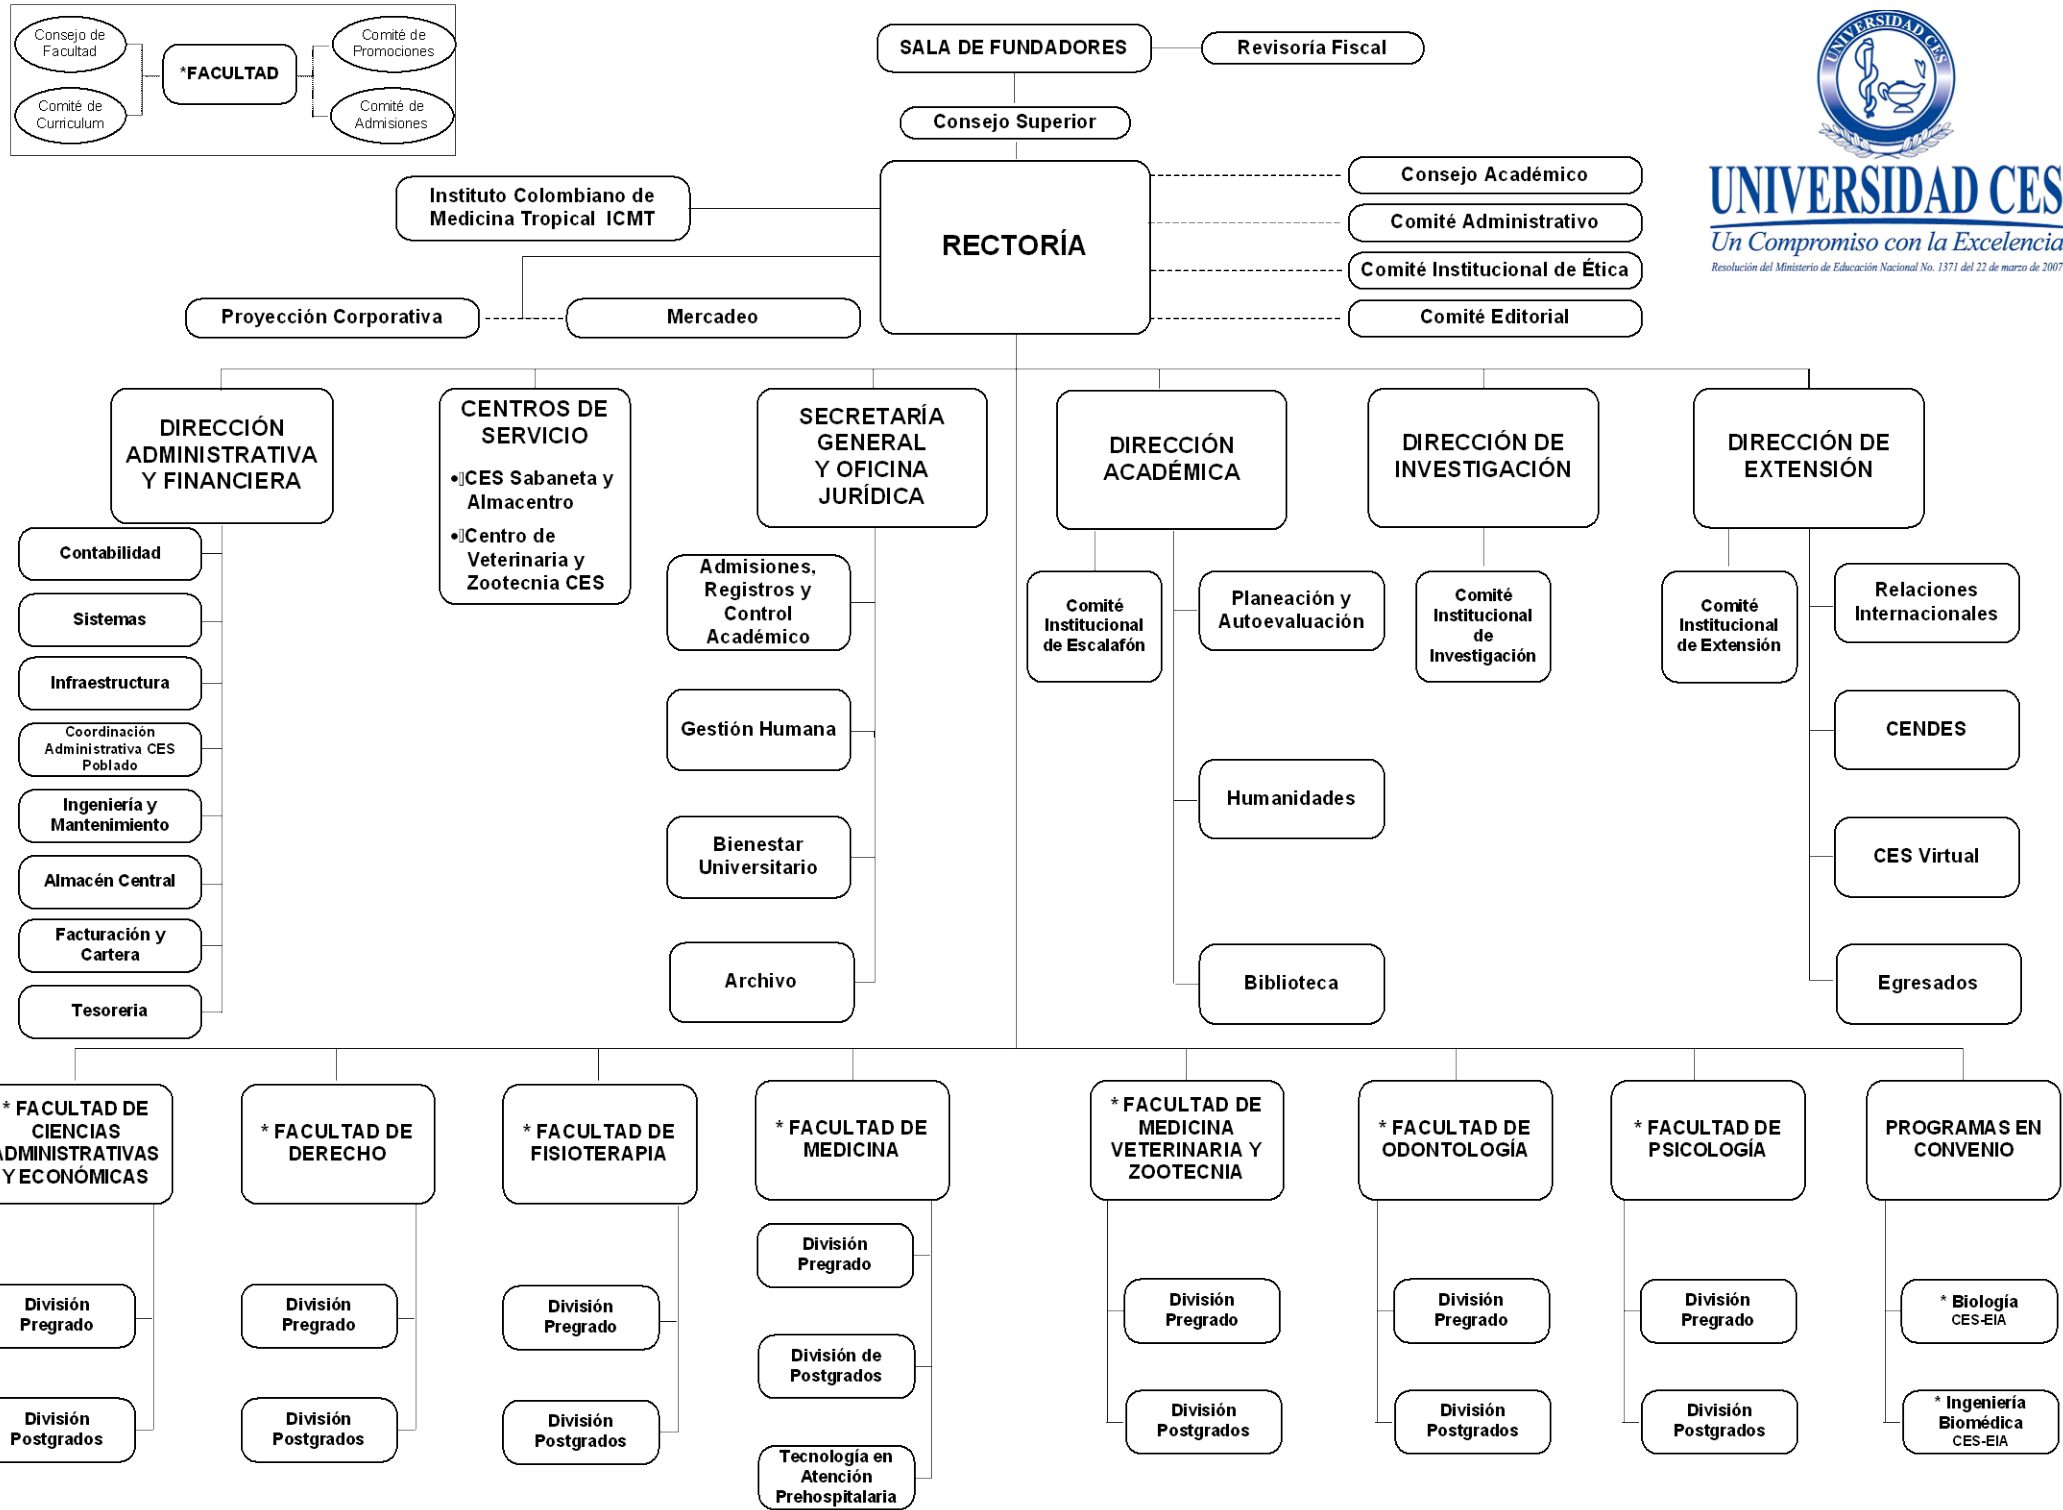 Consejo de
Facultad
*FACULTAD
Comité de
Promociones
Comité de
Curriculum
Comité de
Admisiones
SALA DE FUNDADORES
Revisoría Fiscal
Consejo Superior
RECTORÍA
Instituto Colombiano de
Medicina Tropical ICMT
Proyección Corporativa
Mercadeo
Consejo Académico
Comité Administrativo
Comité Institucional de Ética
Comité Editorial
UNIVERSIDAD CES
UNIVERSIDAD CES
Un Compromiso con la Excelencia
Resolución del Ministerio de Educación Nacional No. 1371 del 22 de marzo de 2007
DIRECCIÓN
ADMINISTRATIVA
Y FINANCIERA
Contabilidad
Sistemas
Infraestructura
Coordinación
Administrativa CES
Poblado
Ingeniería y
Mantenimiento
Almacén Central
Facturación y
Cartera
Tesoreria
CENTROS DE
SERVICIO
•CES Sabaneta y
Almacentro
•Centro de
Veterinaria y
Zootecnia CES
SECRETARÍA
GENERAL
Y OFICINA
JURÍDICA
Admisiones,
Registros y
Control
Académico
Gestión Humana
Bienestar
Universitario
Archivo
DIRECCIÓN
ACADÉMICA
Comité
Institucional
de Escalafón
Planeación y
Autoevaluación
Humanidades
Biblioteca
DIRECCIÓN DE
INVESTIGACIÓN
Comité
Institucional
de
Investigación
DIRECCIÓN DE
EXTENSIÓN
Comité
Institucional
de Extensión
Relaciones
Internacionales
CENDES
CES Virtual
Egresados
* FACULTAD DE
CIENCIAS
ADMINISTRATIVAS
Y ECONÓMICAS
División
Pregrado
División
Postgrados
* FACULTAD DE
DERECHO
División
Pregrado
División
Postgrados
* FACULTAD DE
FISIOTERAPIA
División
Pregrado
División
Postgrados
* FACULTAD DE
MEDICINA
División
Pregrado
División de
Postgrados
Tecnología en
Atención
Prehospitalaria
* FACULTAD DE
MEDICINA
VETERINARIA Y
ZOOTECNIA
División
Pregrado
División
Postgrados
* FACULTAD DE
ODONTOLOGÍA
División
Pregrado
División
Postgrados
* FACULTAD DE
PSICOLOGÍA
División
Pregrado
División
Postgrados
PROGRAMAS EN
CONVENIO
* Biología
CES-EIA
* Ingeniería
Biomédica
CES-EIA